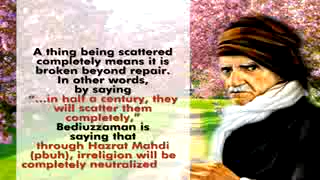 A thing being scattered
completely means it is
broken beyond repair.
In other words,
by saying
"...in half a century, they
will scatter them
completely,"
Bediuzzaman is
saying that
through Hazrat Mahdi
(pbuh), irreligion will be
completely neutralized